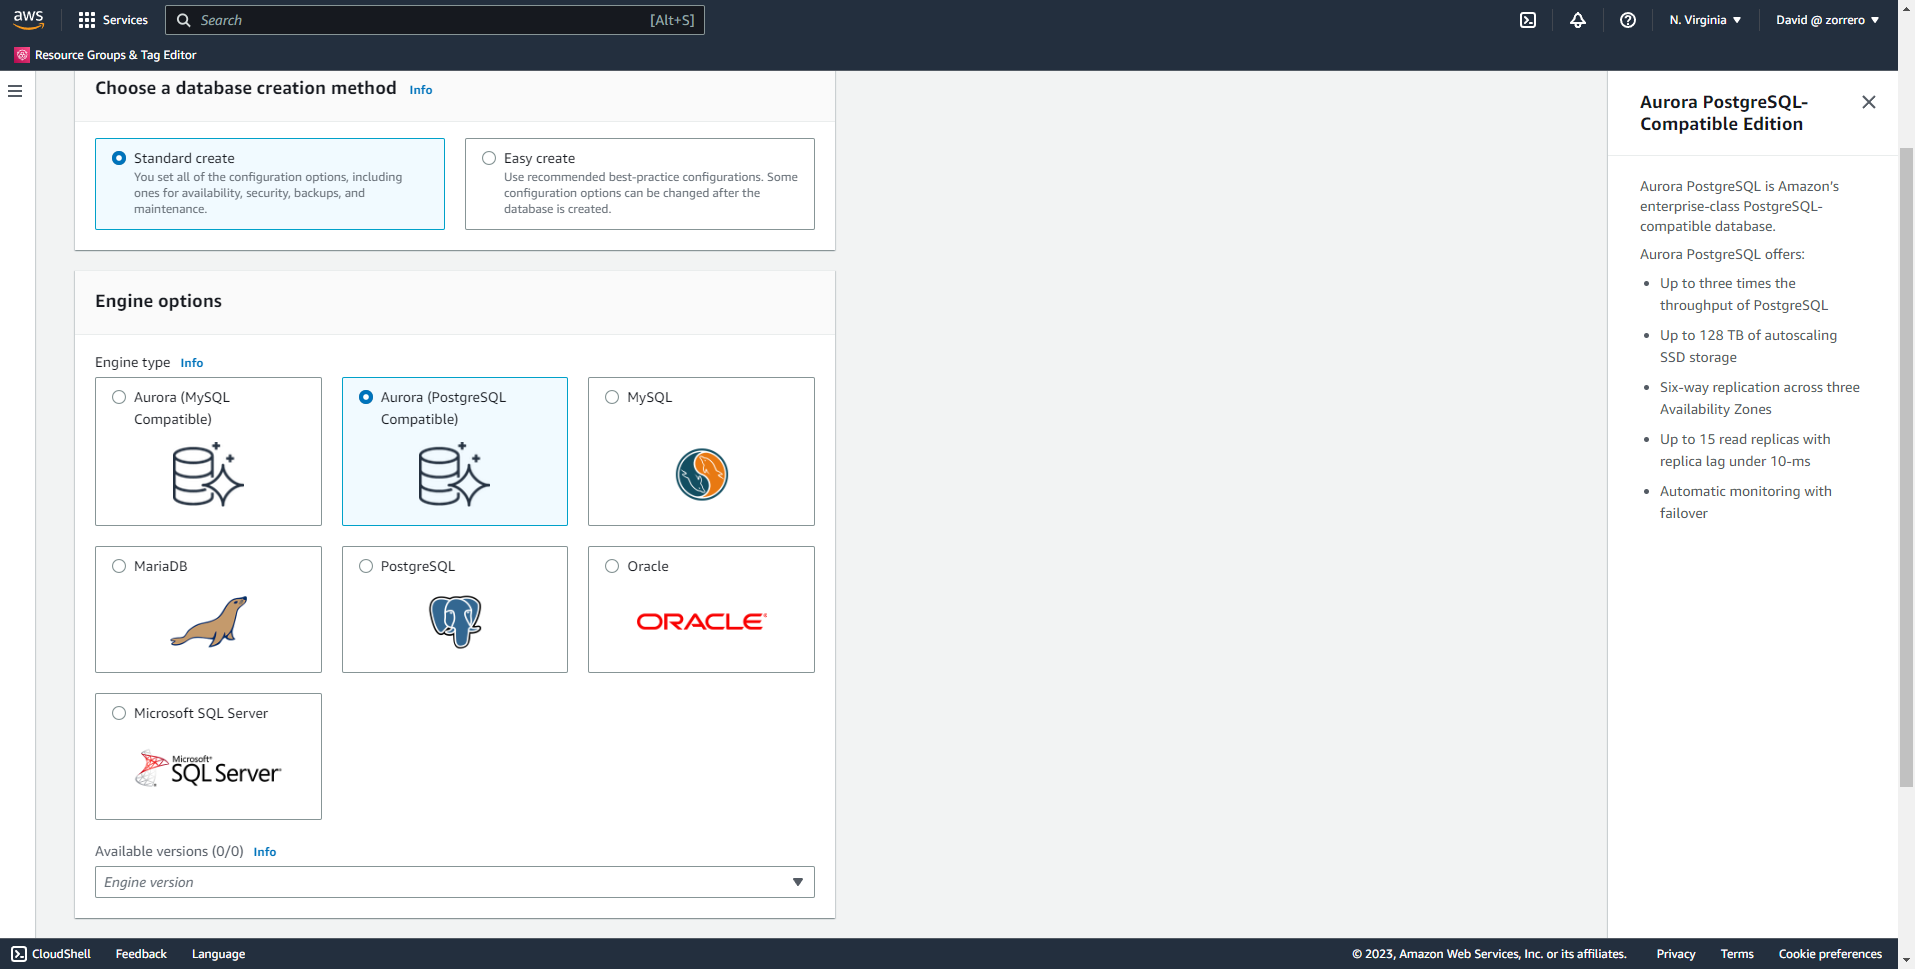 aws
Services
Search
[Alt+S]
N. Virginia
David @ zorrero
Resource Groups & Tag Editor
Choose a database creation method Info
Standard create
You set all of the configuration options, including
ones for availability, security, backups, and
maintenance.
Easy create
Use recommended best-practice configurations. Some
configuration options can be changed after the
database is created.
Engine options
Engine type Info
Aurora (MySQL
Compatible)
Aurora (PostgreSQL
Compatible)
MySQL
MariaDB
PostgreSQL
Oracle
ORACLE
Microsoft SQL Server
Microsoft
SQL Server
Available versions (0/0) Info
Engine version
Aurora PostgreSQL-
Compatible Edition
Aurora PostgreSQL is Amazon's
enterprise-class PostgreSQL-
compatible database.
Aurora PostgreSQL offers:
Up to three times the
throughput of PostgreSQL
Up to 128 TB of autoscaling
SSD storage
Six-way replication across three
Availability Zones
Up to 15 read replicas with
replica lag under 10-ms
Automatic monitoring with
failover
CloudShell
Feedback
Language
© 2023, Amazon Web Services, Inc. or its affiliates.
Privacy
Terms
Cookie preferences